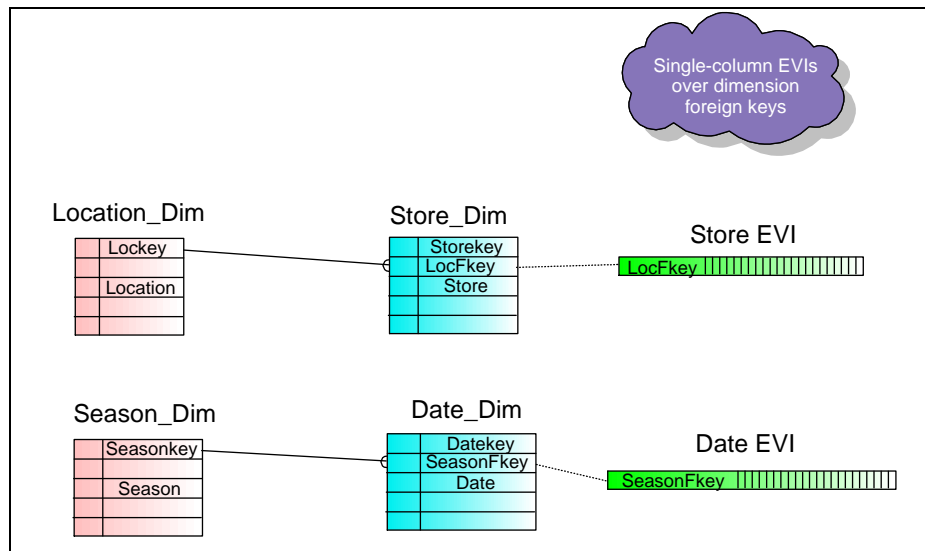 Single-column EVIs
over dimension
foreign keys
Location_Dim
Lockey
Location
Store_Dim
Storekey
LocFkey
Store
Store EVI
LocFkey
Season_Dim
Seasonkey
Season
Date_Dim
Datekey
SeasonFkey
Date
Date EVI
SeasonFkey